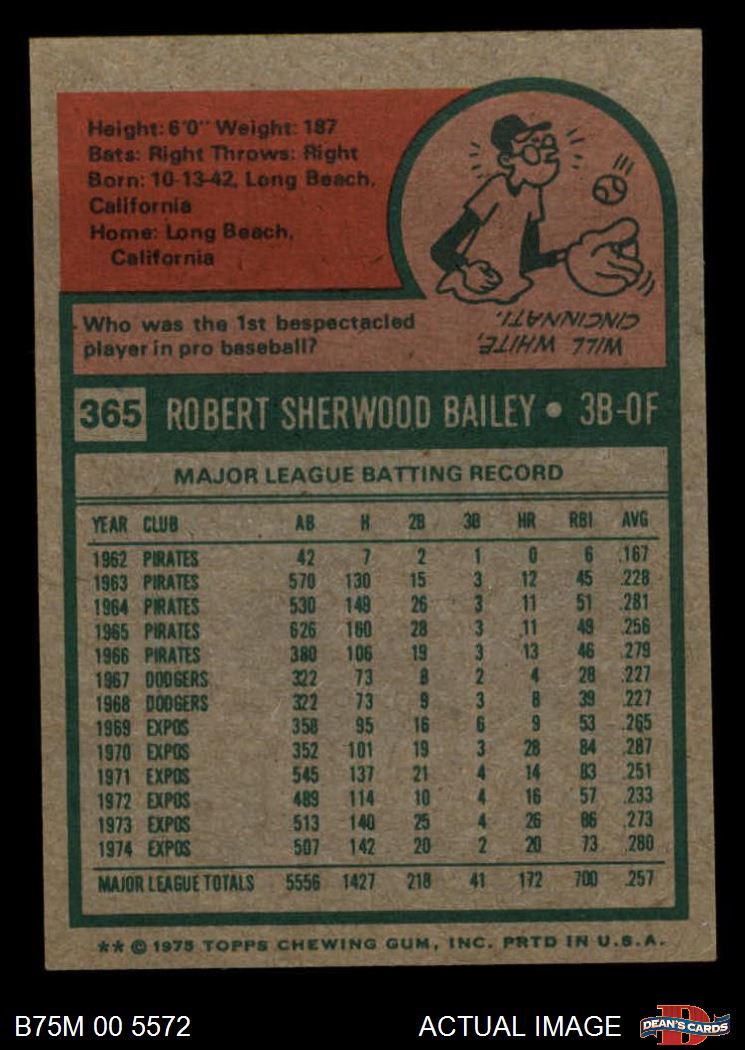 Height: 6'0" Weight: 187
Bats: Right Throws: Right
Born: 10-13-42, Long Beach,
California
Home: Long Beach,
California
Who was the 1st bespectacled
player in pro baseball?
WILL WHITE,
CINCINNATI.
365 ROBERT SHERWOOD BAILEY • 3B-OF
MAJOR LEAGUE BATTING RECORD
YEAR CLUB AB H 2B 3B HR RBI AVG
1962 PIRATES 42 7 2 1 0 6 .167
1963 PIRATES 570 130 15 3 12 45 .228
1964 PIRATES 530 149 26 3 11 51 .281
1965 PIRATES 626 160 28 3 11 49 .256
1966 PIRATES 380 106 19 3 13 46 .279
1967 DODGERS 322 73 8 2 4 28 .227
1968 DODGERS 322 73 9 3 8 39 .227
1969 EXPOS 358 95 16 6 9 53 .265
1970 EXPOS 352 101 19 3 28 84 .287
1971 EXPOS 545 137 21 4 14 83 .251
1972 EXPOS 489 114 10 4 16 57 .233
1973 EXPOS 513 140 25 4 26 86 .273
1974 EXPOS 507 142 20 2 20 73 .280
MAJOR LEAGUE TOTALS 5556 1427 218 41 172 700 .257
** © 1975 TOPPS CHEWING GUM, INC. PRTD IN U.S.A.
B75M 00 5572 ACTUAL IMAGE DEAN'S CARDS